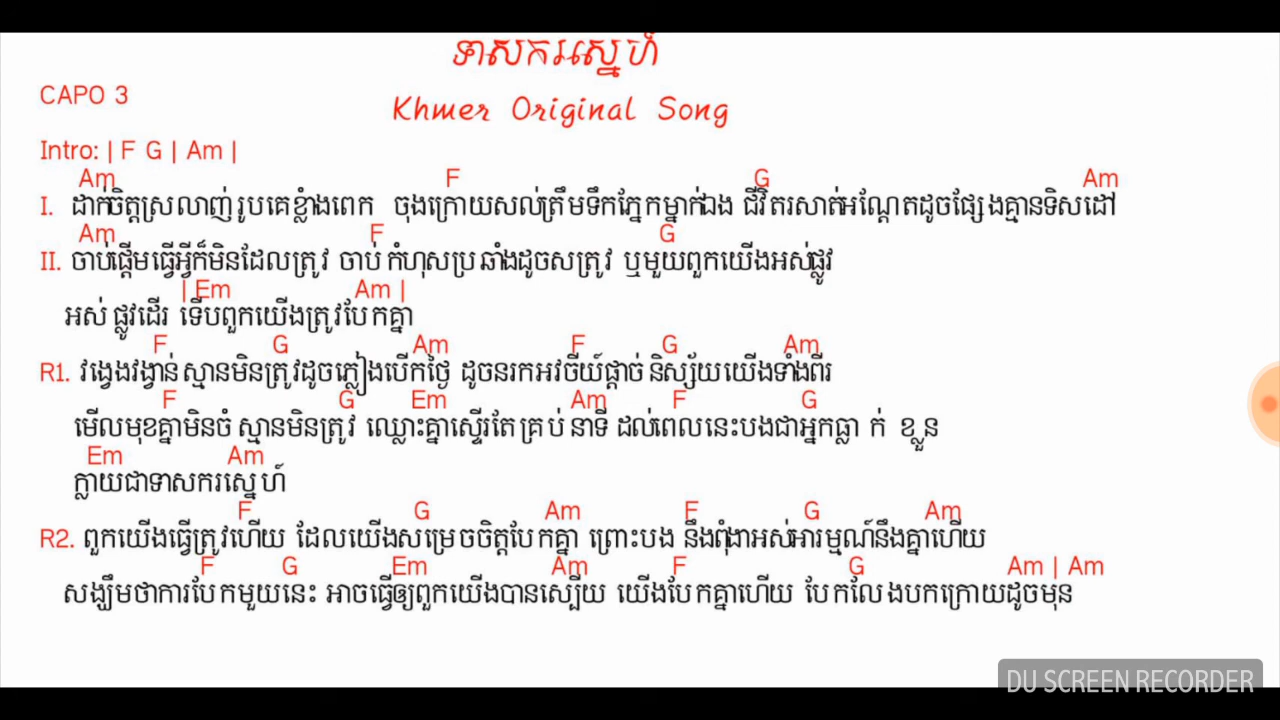 ទាសករស្នេហ៍
CAPO 3
Khmer Original Song
Intro: | F G | Am |
Am F G Am
I. ដាក់ចិត្តស្រលាញ់រូបគេខ្លាំងពេក ចុងក្រោយសល់ត្រឹមទឹកភ្នែកម្នាក់ឯង ជីវិតរសាត់អណ្តែតដូចផ្សែងគ្មានទិសដៅ
Am F G
II. ចាប់ផ្តើមធ្វើអ្វីក៏មិនដែលត្រូវ ចាប់កំហុសប្រឆាំងដូចសត្រូវ ឬមួយពួកយើងអស់ផ្លូវ
| Em Am |
អស់ផ្លូវដើរ ទើបពួកយើងត្រូវបែកគ្នា
F G Am F G Am
R1. វង្វេងវង្វាន់ស្មានមិនត្រូវដូចភ្លៀងបើកថ្ងៃ ដូចនរកអវចីយ៍ផ្តាច់និស្ស័យយើងទាំងពីរ
F G Em Am F G
មើលមុខគ្នាមិនចំ ស្មានមិនត្រូវ ឈ្លោះគ្នាស្ទើរតែគ្រប់នាទី ដល់ពេលនេះបងជាអ្នកធ្លាក់ ខ្លួន
Em Am
ក្លាយជាទាសករស្នេហ៍
F G Am F G Am
R2. ពួកយើងធ្វើត្រូវហើយ ដែលយើងសម្រេចចិត្តបែកគ្នា ព្រោះបង នឹងពុំងាអស់អារម្មណ៍នឹងគ្នាហើយ
F G Em Am F G Am | Am
សង្ឃឹមថាការបែកមួយនេះ អាចធ្វើឲ្យពួកយើងបានស្បើយ យើងបែកគ្នាហើយ បែកលែងបកក្រោយដូចមុន
DU SCREEN RECORDER